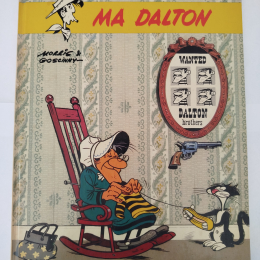 MA DALTON
MORRIS &
GOSCINNY
WANTED
DALTON
brothers